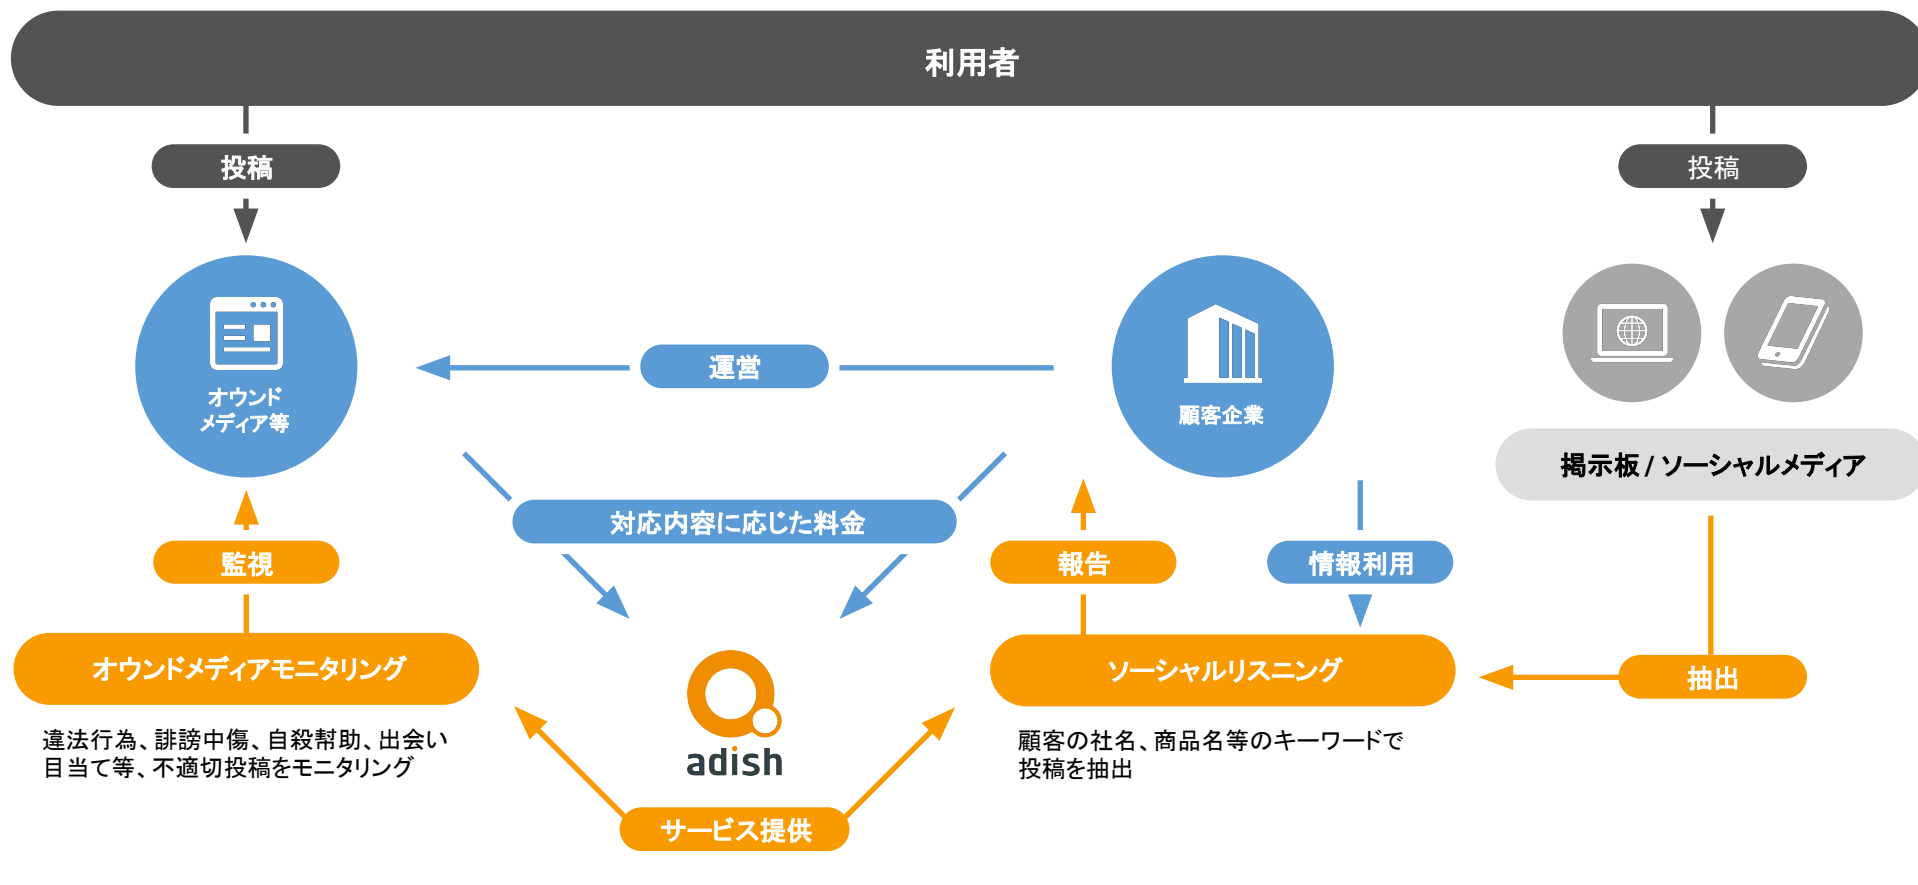 利用者
投稿
投稿
オウンド
メディア等
運営
顧客企業
掲示板 / ソーシャルメディア
対応内容に応じた料金
監視
報告
情報利用
オウンドメディアモニタリング
ソーシャルリスニング
抽出
違法行為、誹謗中傷、自殺幇助、出会い
目当て等、不適切投稿をモニタリング
adish
顧客の社名、商品名等のキーワードで
投稿を抽出
サービス提供